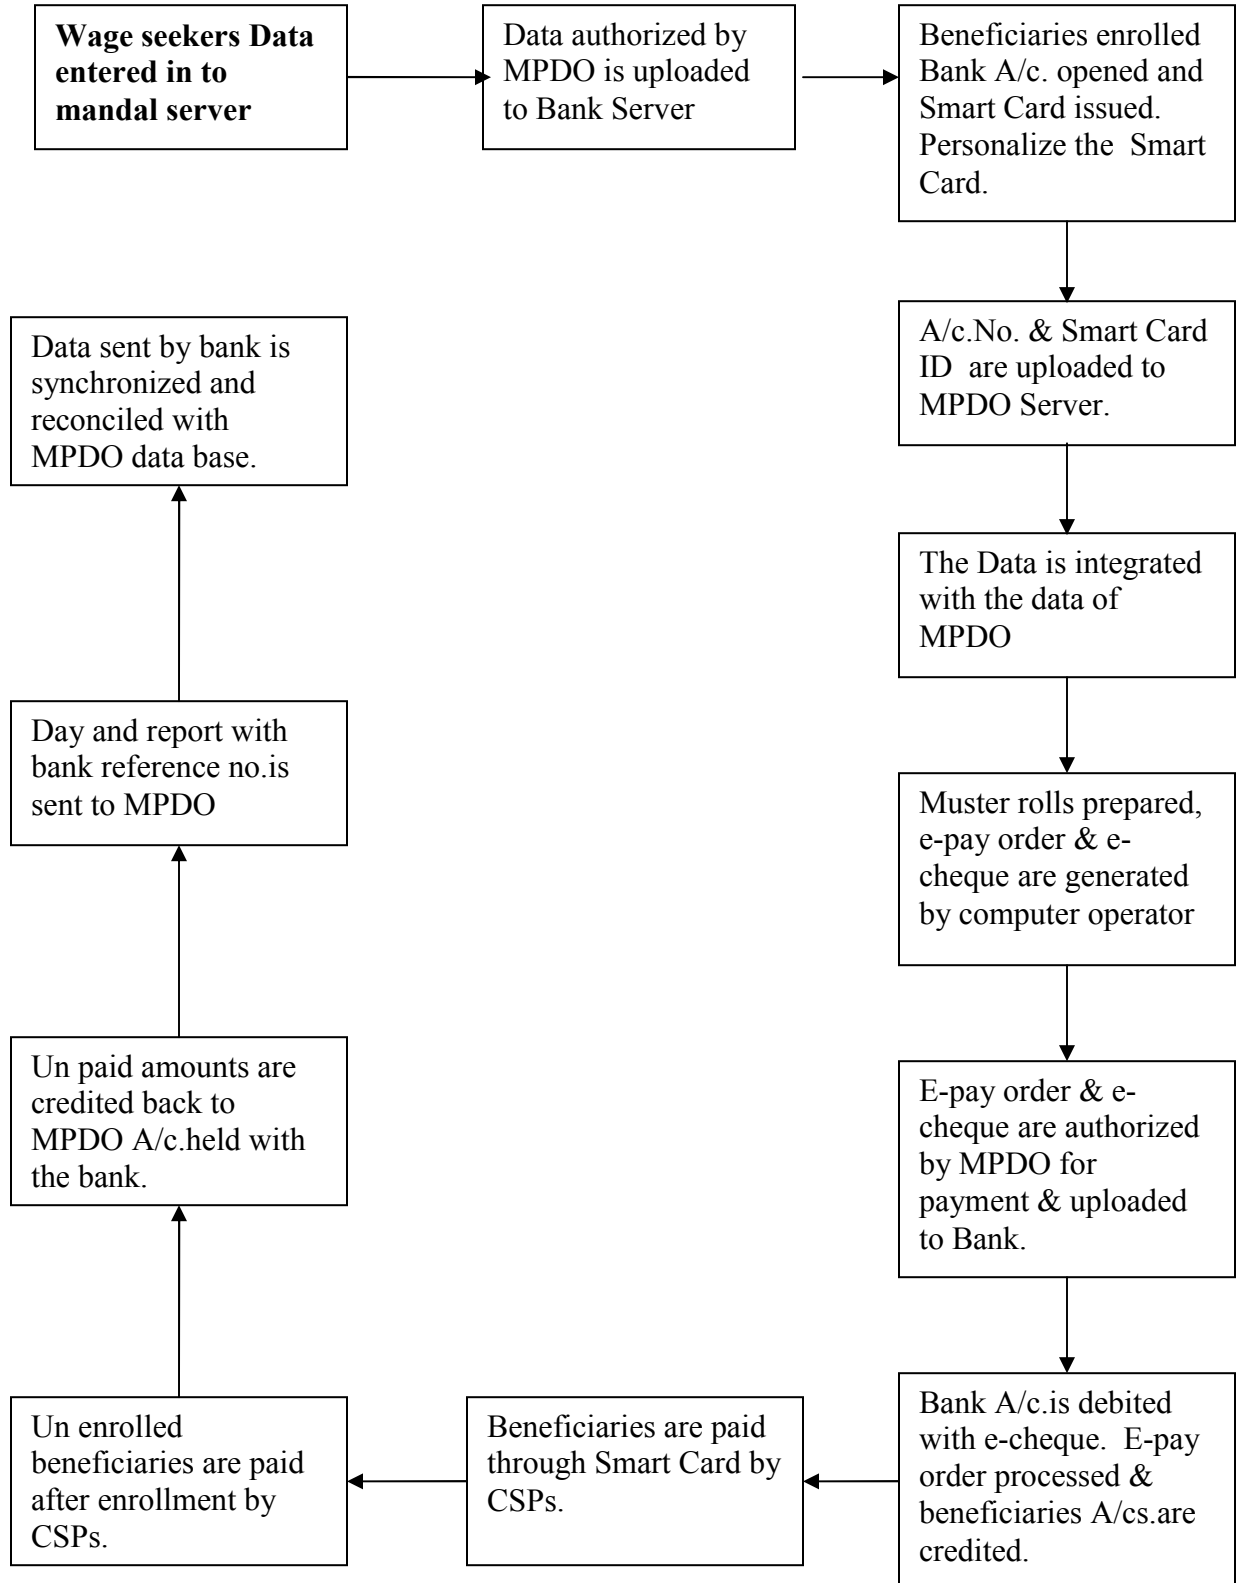 Wage seekers Data
entered in to
mandal server
Data authorized by
MPDO is uploaded
to Bank Server
Beneficiaries enrolled
Bank A/c. opened and
Smart Card issued.
Personalize the Smart
Card.
A/c.No. & Smart Card
ID are uploaded to
MPDO Server.
The Data is integrated
with the data of
MPDO
Muster rolls prepared,
e-pay order & e-
cheque are generated
by computer operator
E-pay order & e-
cheque are authorized
by MPDO for
payment & uploaded
to Bank.
Bank A/c.is debited
with e-cheque. E-pay
order processed &
beneficiaries A/cs.are
credited.
Beneficiaries are paid
through Smart Card by
CSPs.
Un enrolled
beneficiaries are paid
after enrollment by
CSPs.
Un paid amounts are
credited back to
MPDO A/c.held with
the bank.
Day and report with
bank reference no.is
sent to MPDO
Data sent by bank is
synchronized and
reconciled with
MPDO data base.